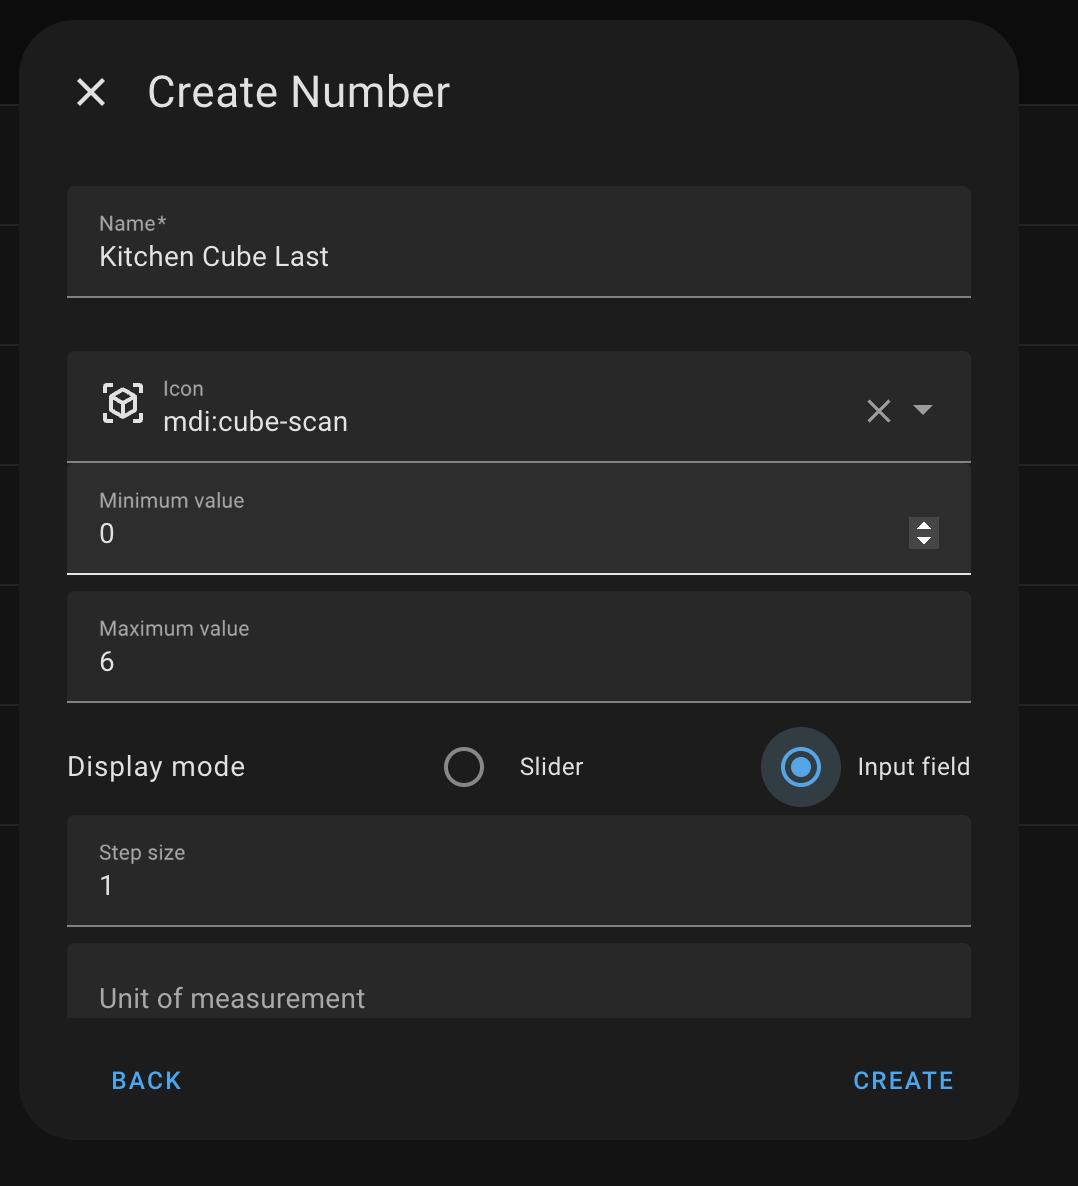 Create Number
Name*
Kitchen Cube Last
Icon
mdi:cube-scan
Minimum value
0
Maximum value
6
Display mode
Slider
Input field
Step size
1
Unit of measurement
BACK
CREATE